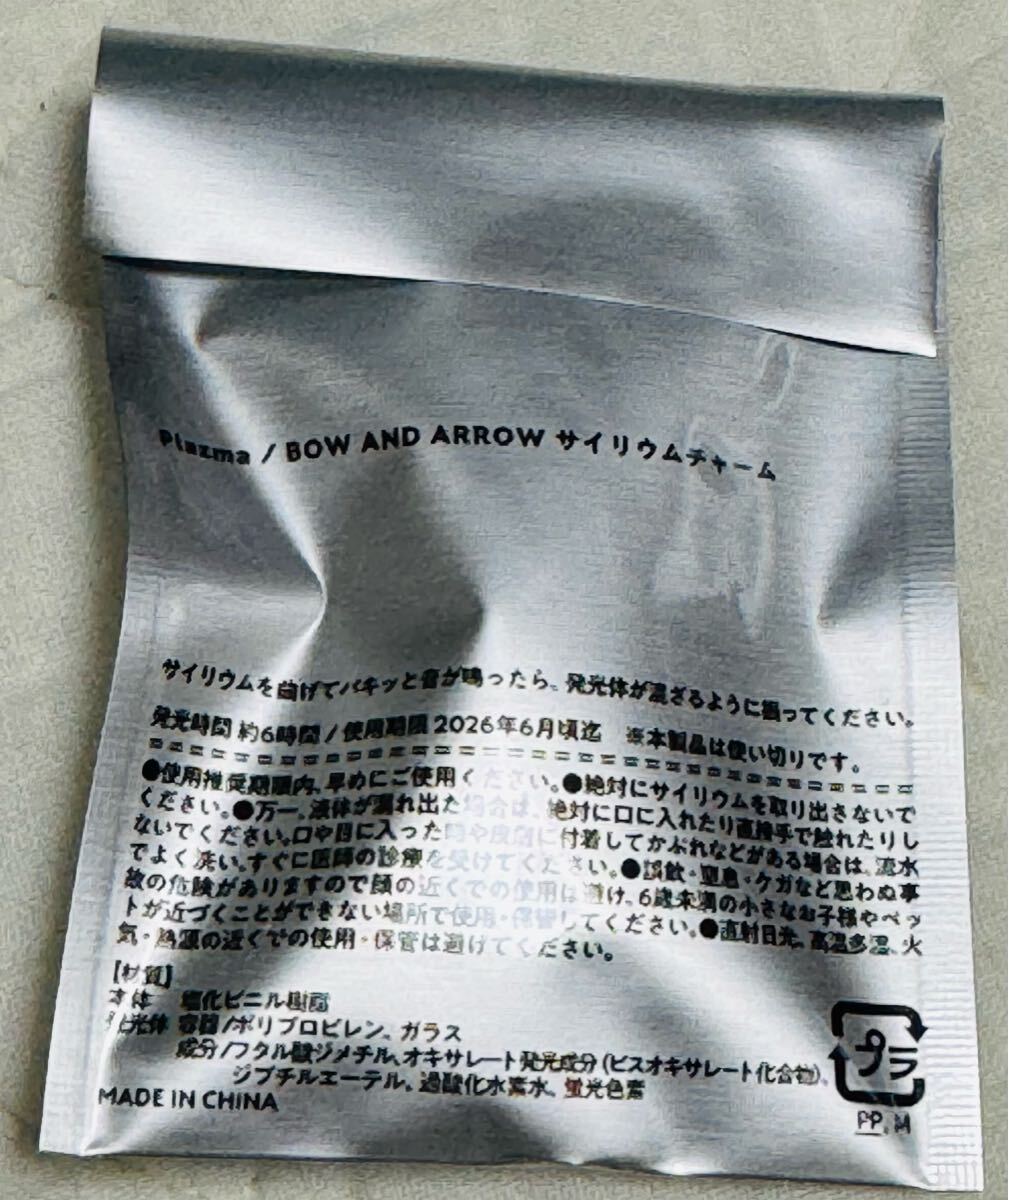 Plazma / BOW AND ARROW サイリウムチャーム
サイリウムを曲げてパキッと音が鳴ったら、発光体が混ざるように振ってください。
発光時間 約6時間 / 使用期限 2026年6月頃迄 ※本製品は使い切りです。
●使用推奨期限内、早めにご使用ください。●絶対にサイリウムを取り出さないで
ください。●万一、液体が漏れ出た場合は、絶対に口に入れたり直接手で触れたりし
ないでください。口や目に入った時や皮膚に付着してかぶれなどがある場合は、流水
でよく洗い、すぐに医師の診療を受けてください。●誤飲・窒息・ケガなど思わぬ事
故の危険がありますので顔の近くでの使用は避け、6歳未満の小さなお子様やペッ
トが近づくことができない場所で使用・保管してください。●直射日光、高温多湿、火
気・熱源の近くでの使用・保管は避けてください。
【材質】
本体 塩化ビニル樹脂
発光体 容器/ポリプロピレン、ガラス
成分/フタル酸ジメチル、オキサレート発光成分(ビスオキサレート化合物)、
ジブチルエーテル、過酸化水素水、蛍光色素
MADE IN CHINA
プラ
PP, M